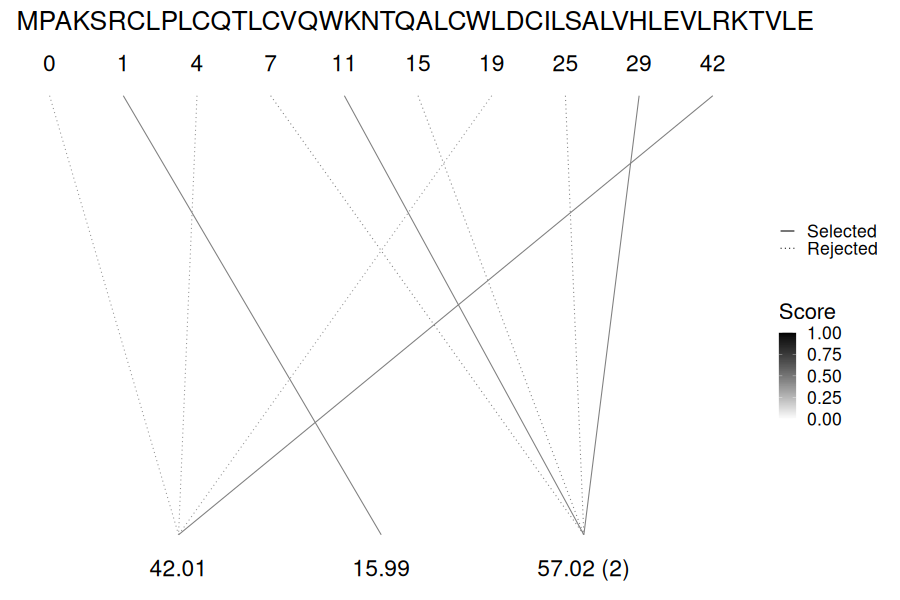 MPAKSRCLPLCQTLCVQWKNTQALCWLDCILSALVHLEVLRKTVLE
0 1 4 7 11 15 19 25 29 42
Selected
Rejected
Score
1.00
0.75
0.50
0.25
0.00
42.01 15.99 57.02 (2)